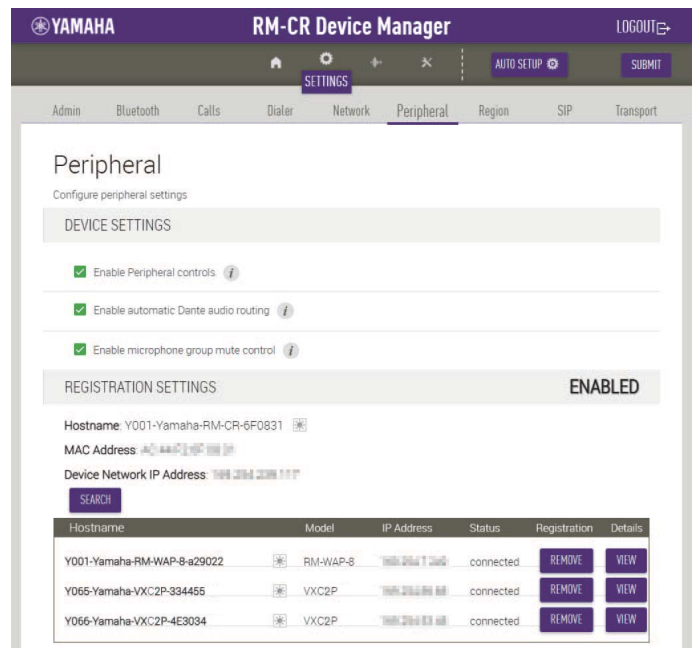 YAMAHA RM-CR Device Manager LOGOUT
SETTINGS AUTO SETUP SUBMIT
Admin Bluetooth Calls Dialer Network Peripheral Region SIP Transport
Peripheral
Configure peripheral settings
DEVICE SETTINGS
Enable Peripheral controls i
Enable automatic Dante audio routing i
Enable microphone group mute control i
REGISTRATION SETTINGS ENABLED
Hostname: Y001-Yamaha-RM-CR-6F0831
MAC Address:
Device Network IP Address:
SEARCH
Hostname Model IP Address Status Registration Details
Y001-Yamaha-RM-WAP-8-a29022 RM-WAP-8 connected REMOVE VIEW
Y065-Yamaha-VXC2P-334455 VXC2P connected REMOVE VIEW
Y066-Yamaha-VXC2P-4E3034 VXC2P connected REMOVE VIEW